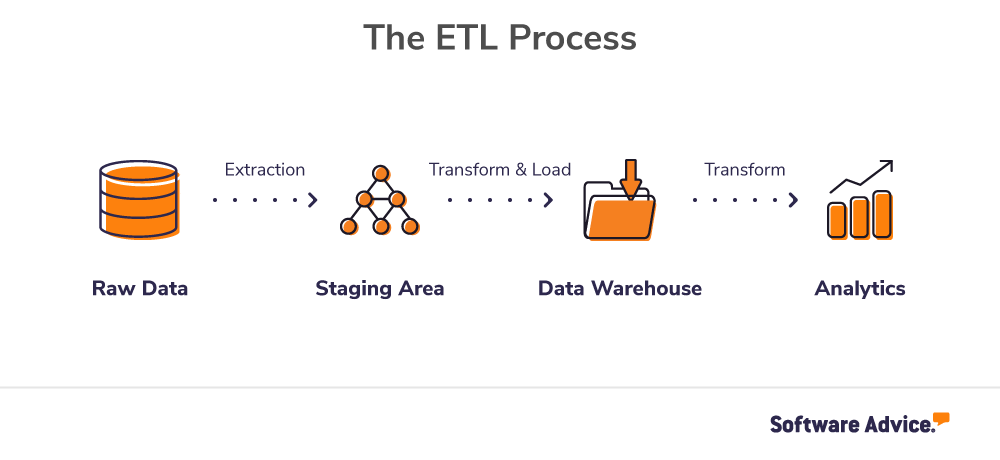 The ETL Process
Extraction
Transform & Load
Transform
Raw Data
Staging Area
Data Warehouse
Analytics
Software Advice.